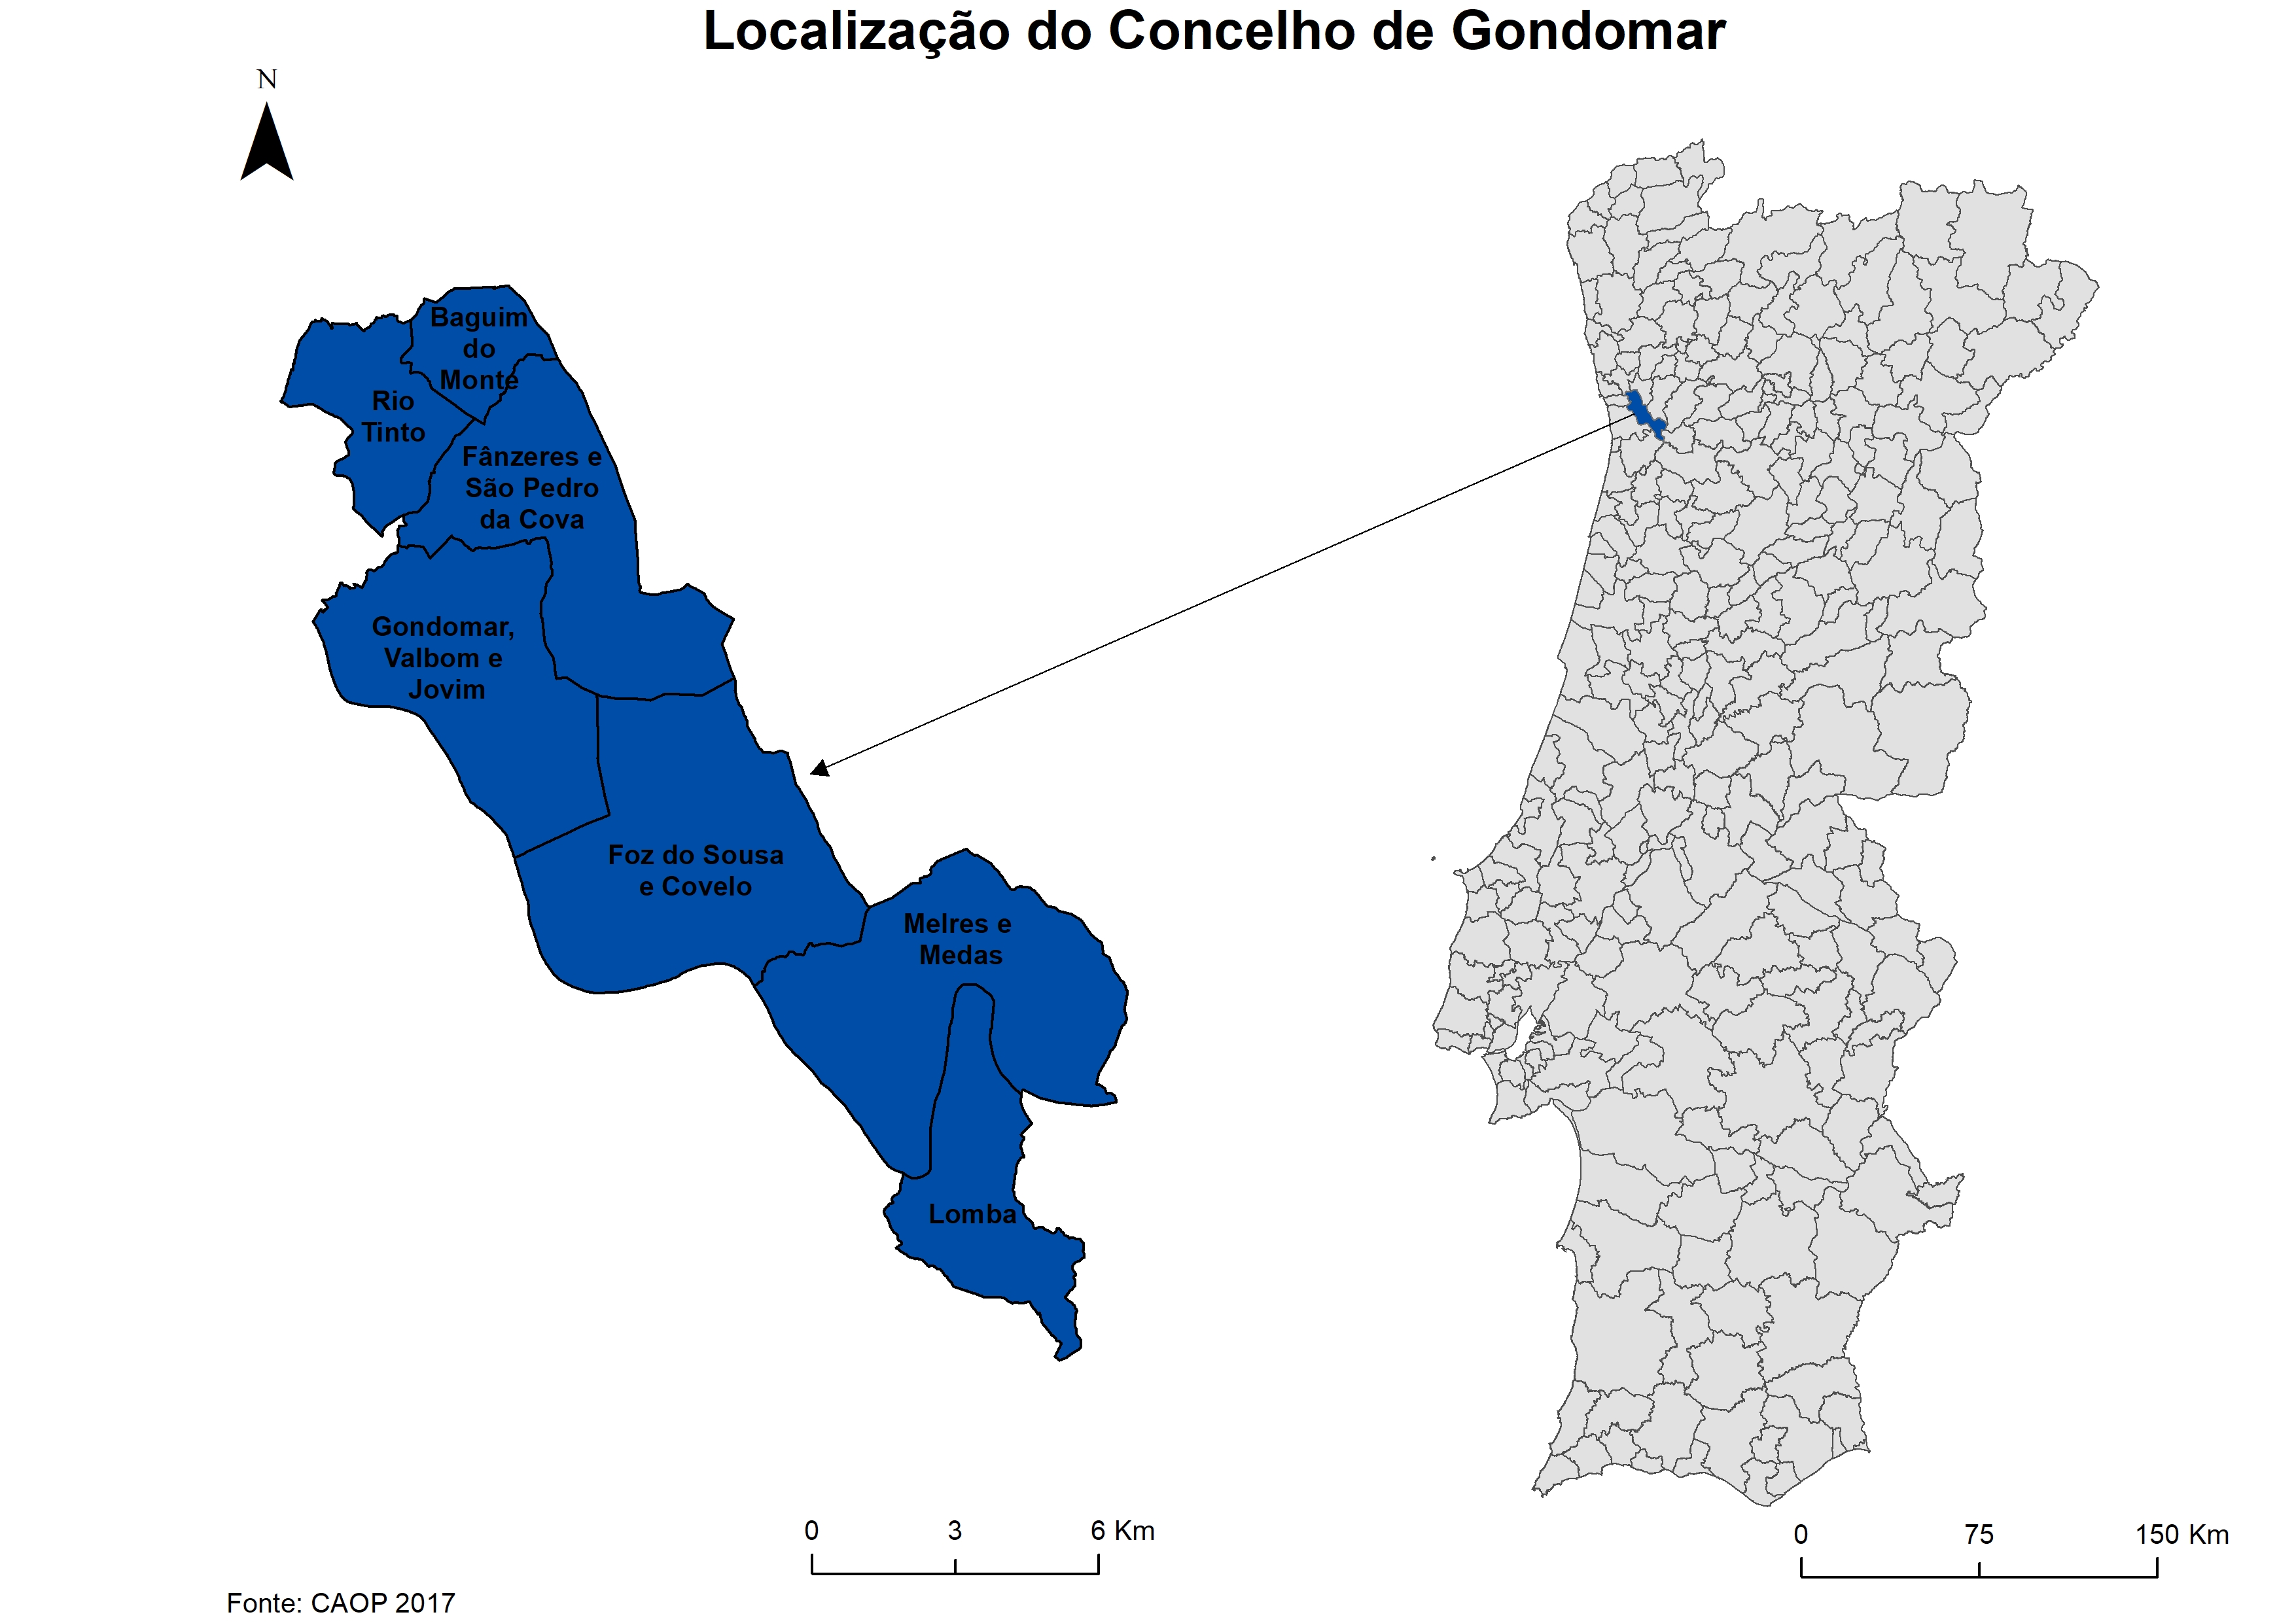 Localização do Concelho de Gondomar
N
Baguim
do
Monte
Rio
Tinto
Fânzeres e
São Pedro
da Cova
Gondomar,
Valbom e
Jovim
Foz do Sousa
e Covelo
Melres e
Medas
Lomba
0 3 6 Km
0 75 150 Km
Fonte: CAOP 2017